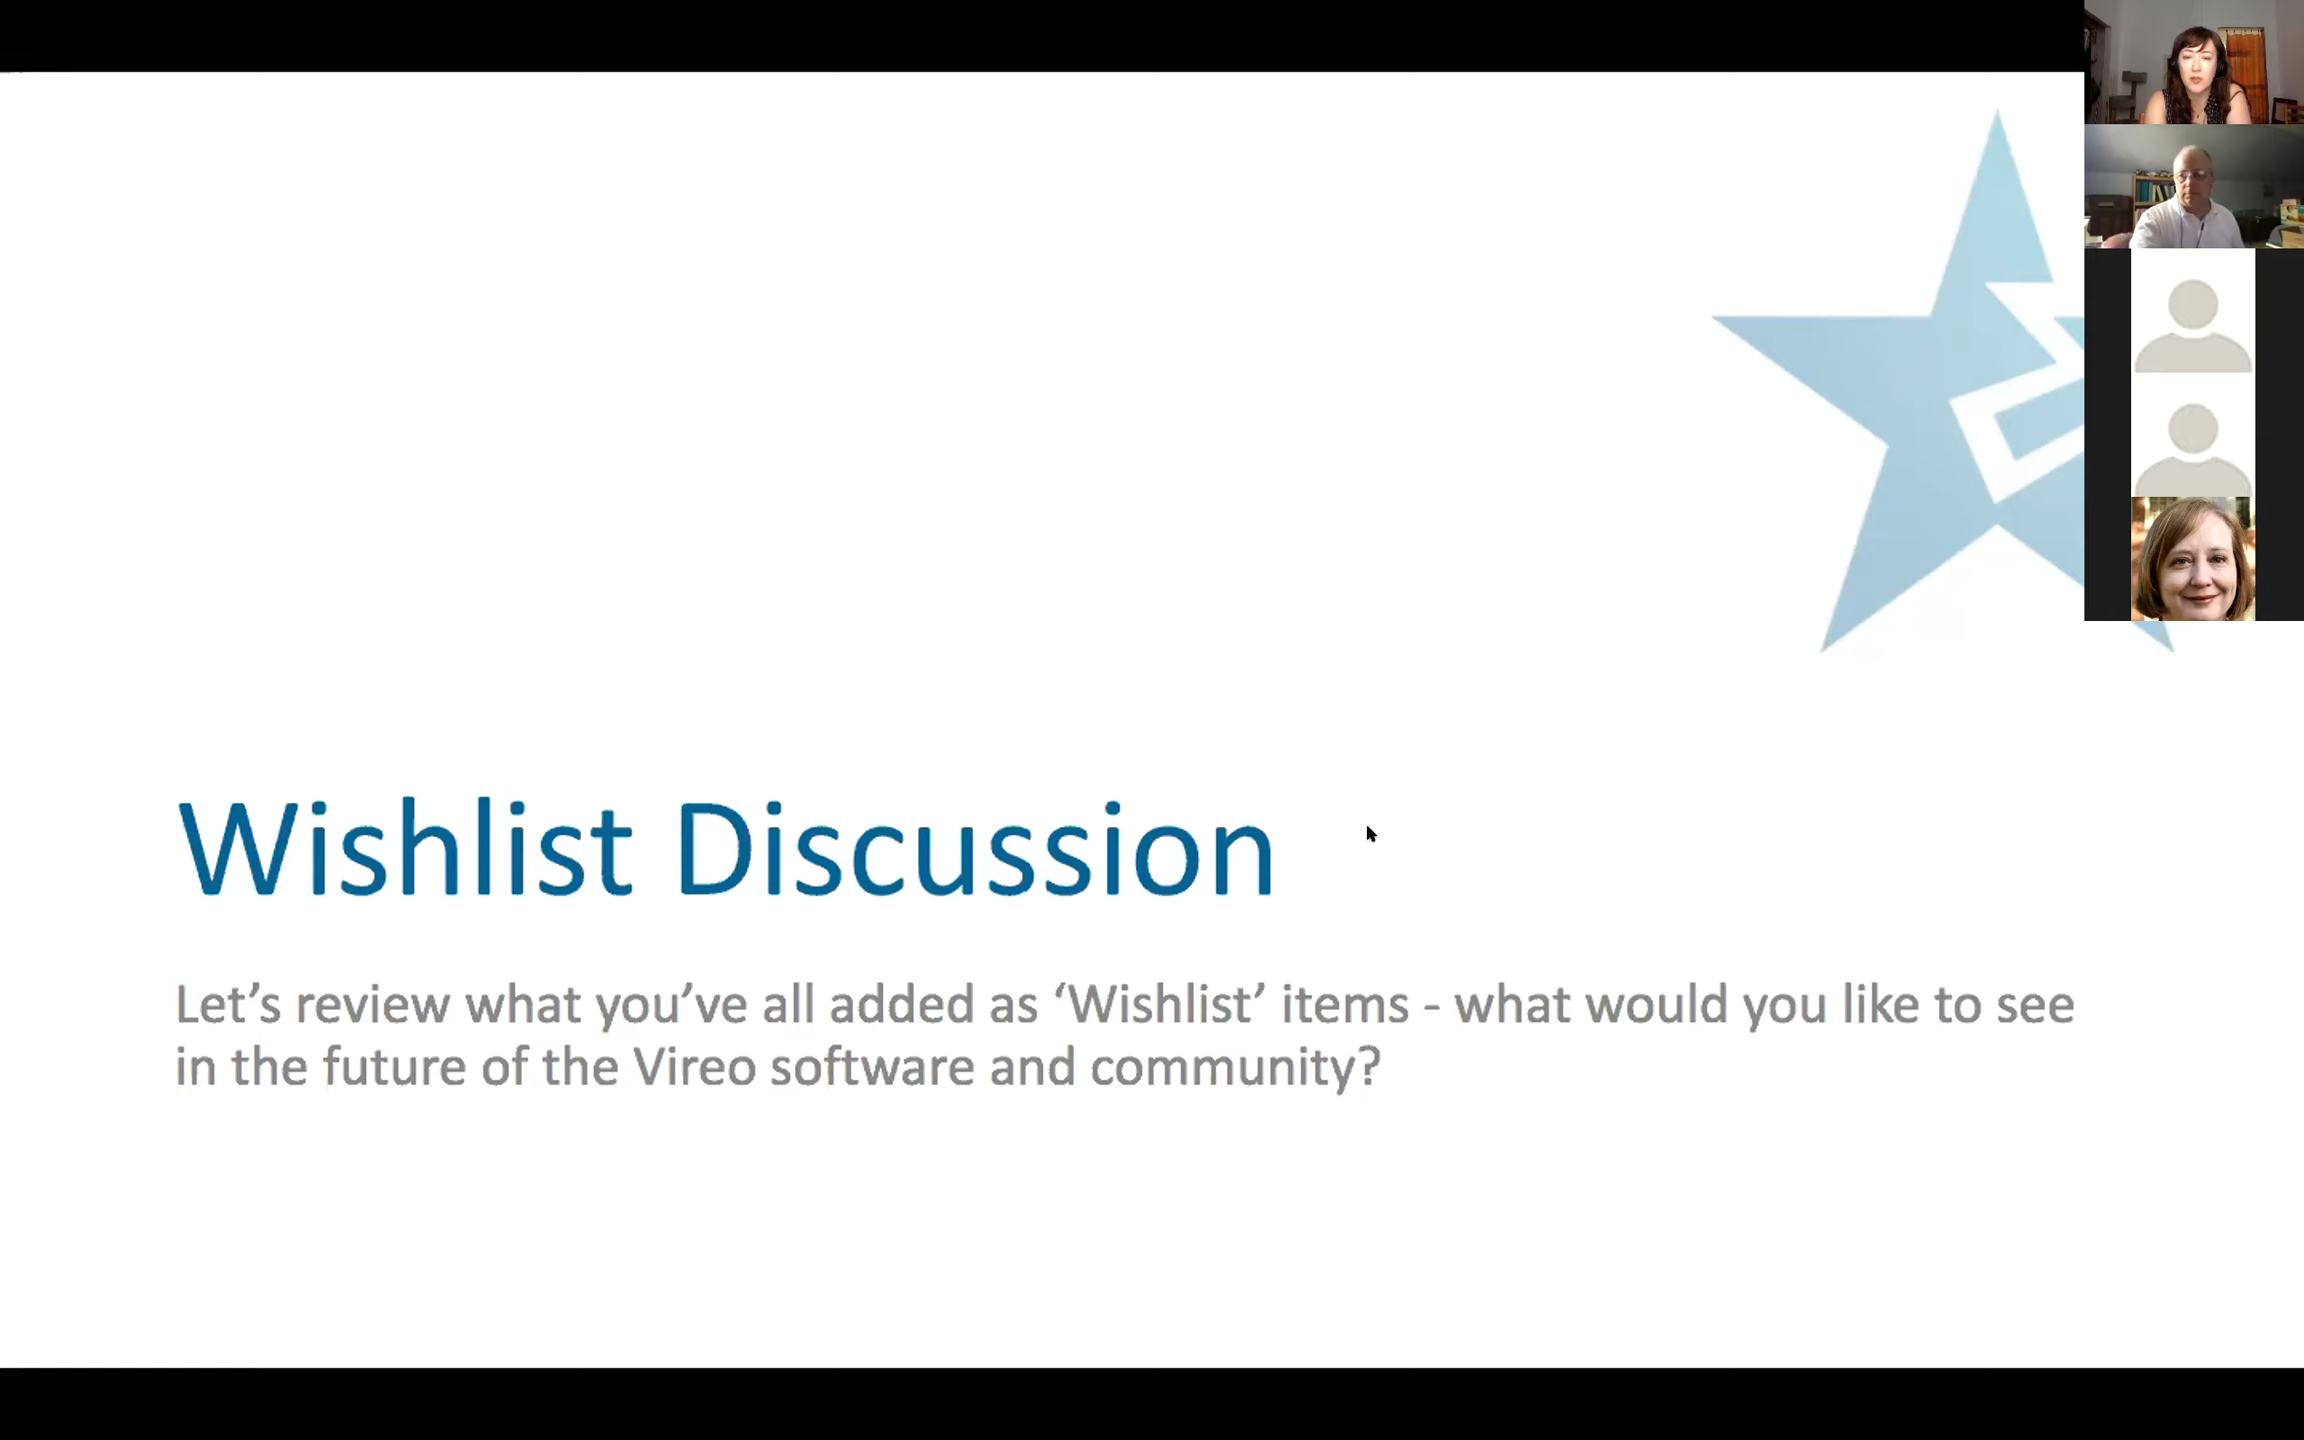 Wishlist Discussion
Let’s review what you’ve all added as ‘Wishlist’ items - what would you like to see
in the future of the Vireo software and community?